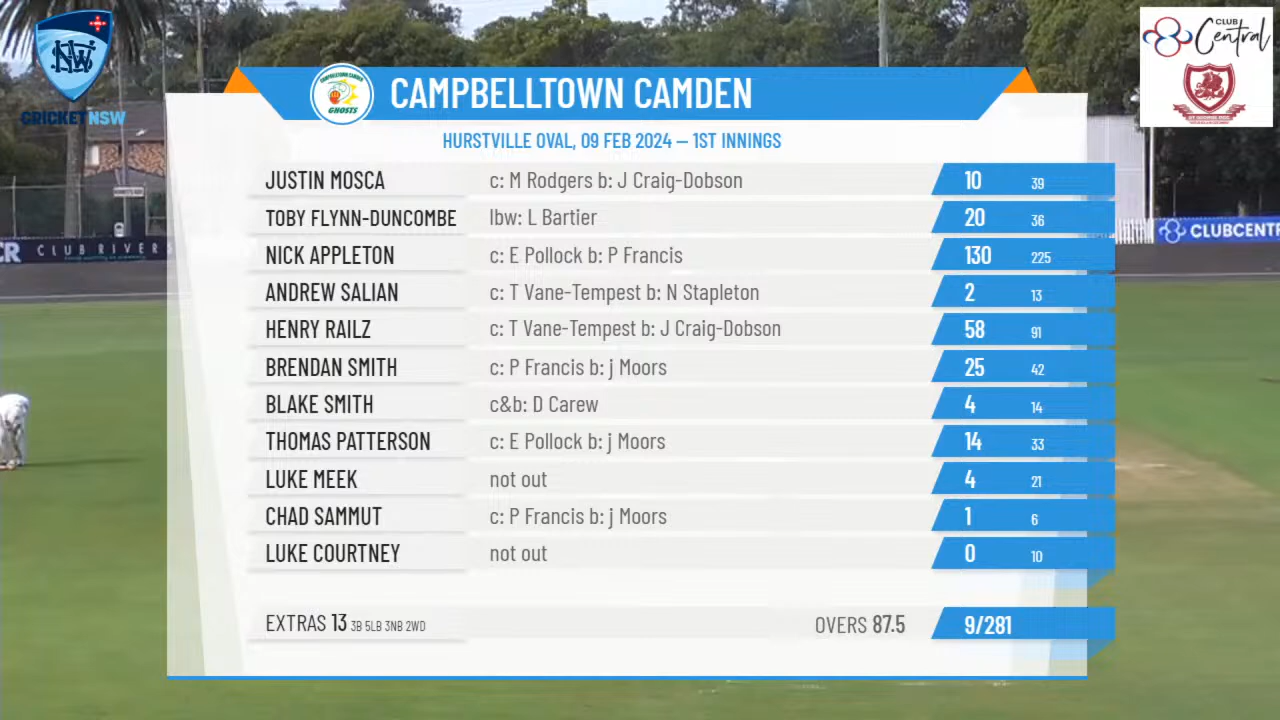 CRICKET NSW
CLUB
Central
CAMPBELLTOWN CAMDEN
GHOSTS
HURSTVILLE OVAL, 09 FEB 2024 – 1ST INNINGS
JUSTIN MOSCA c: M Rodgers b: J Craig-Dobson 10 39
TOBY FLYNN-DUNCOMBE lbw: L Bartier 20 36
NICK APPLETON c: E Pollock b: P Francis 130 225
ANDREW SALIAN c: T Vane-Tempest b: N Stapleton 2 13
HENRY RAILZ c: T Vane-Tempest b: J Craig-Dobson 58 91
BRENDAN SMITH c: P Francis b: j Moors 25 42
BLAKE SMITH c&b: D Carew 4 14
THOMAS PATTERSON c: E Pollock b: j Moors 14 33
LUKE MEEK not out 4 21
CHAD SAMMUT c: P Francis b: j Moors 1 6
LUKE COURTNEY not out 0 10
EXTRAS 13 3B 5LB 3NB 2WD OVERS 87.5 9/281
CR CLUB RIVERS
CLUBCENTR